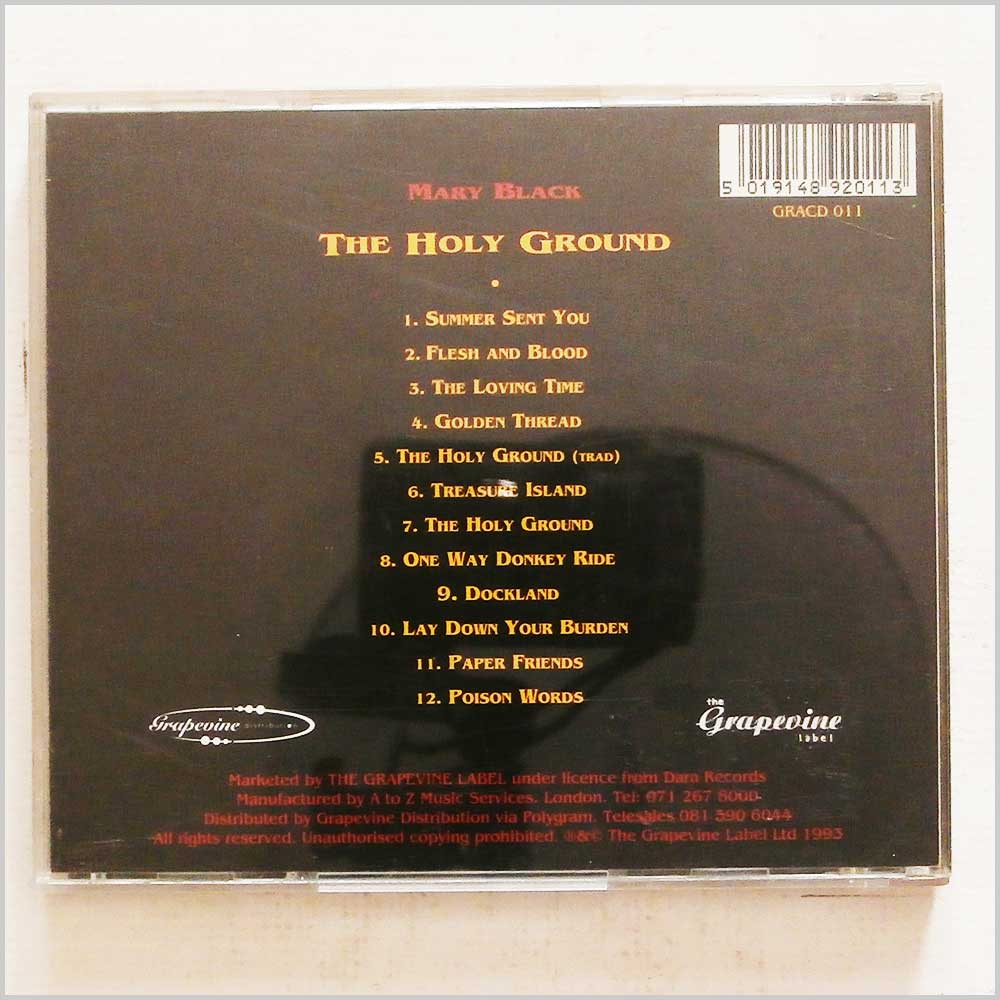 5 019148 920113
GRACD 011
MARY BLACK
THE HOLY GROUND
1. SUMMER SENT YOU
2. FLESH AND BLOOD
3. THE LOVING TIME
4. GOLDEN THREAD
5. THE HOLY GROUND (TRAD)
6. TREASURE ISLAND
7. THE HOLY GROUND
8. ONE WAY DONKEY RIDE
9. DOCKLAND
10. LAY DOWN YOUR BURDEN
11. PAPER FRIENDS
12. POISON WORDS
Grapevine distribution
the
Grapevine
label
Marketed by THE GRAPEVINE LABEL under licence from Dara Records
Manufactured by A to Z Music Services. London. Tel: 071 267 8000
Distributed by Grapevine Distribution via Polygram. Telesales 081 590 6044
All rights reserved. Unauthorised copying prohibited. ℗&© The Grapevine Label Ltd 1993